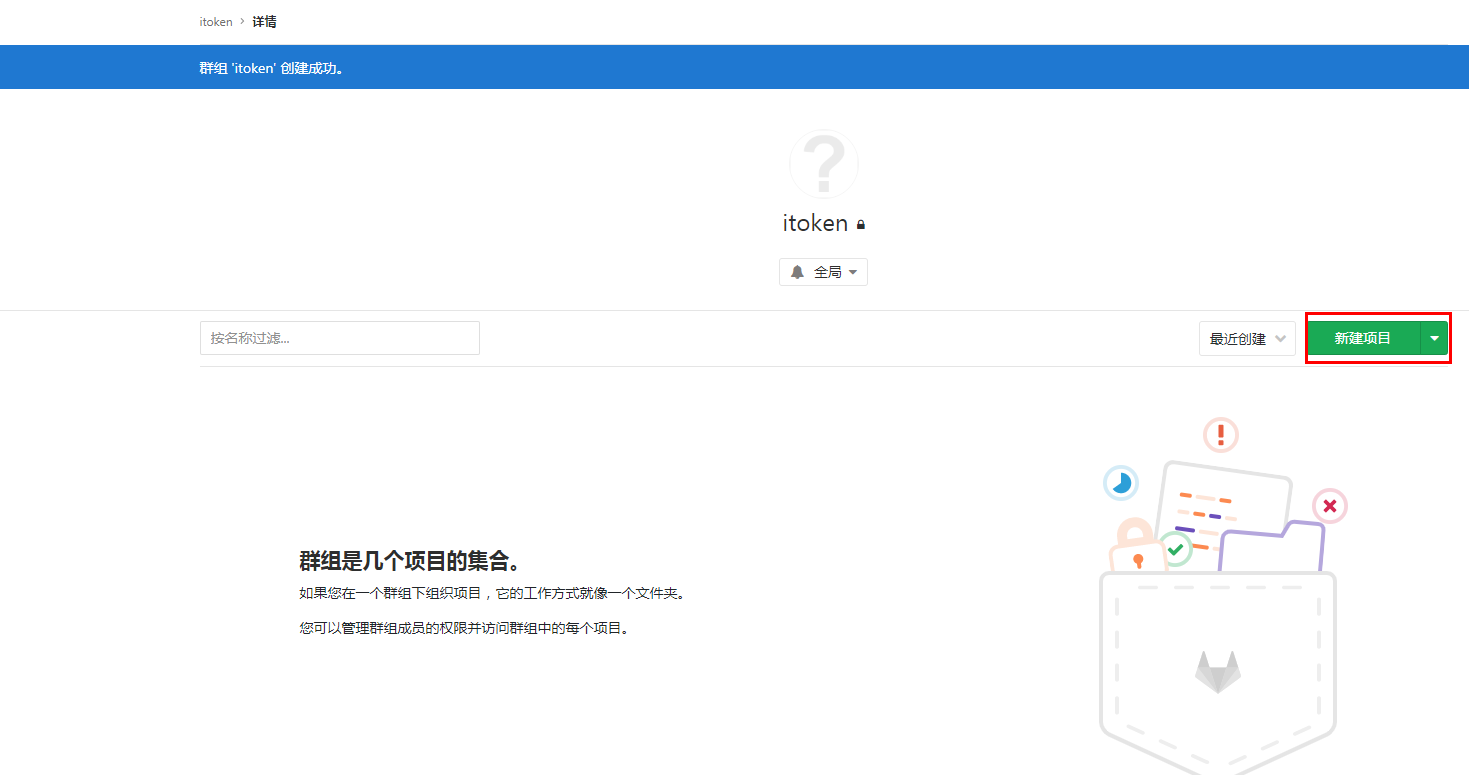 itoken › 详情
群组 'itoken' 创建成功。
itoken
全局
按名称过滤...
最近创建
新建项目
群组是几个项目的集合。
如果您在一个群组下组织项目，它的工作方式就像一个文件夹。
您可以管理群组成员的权限并访问群组中的每个项目。